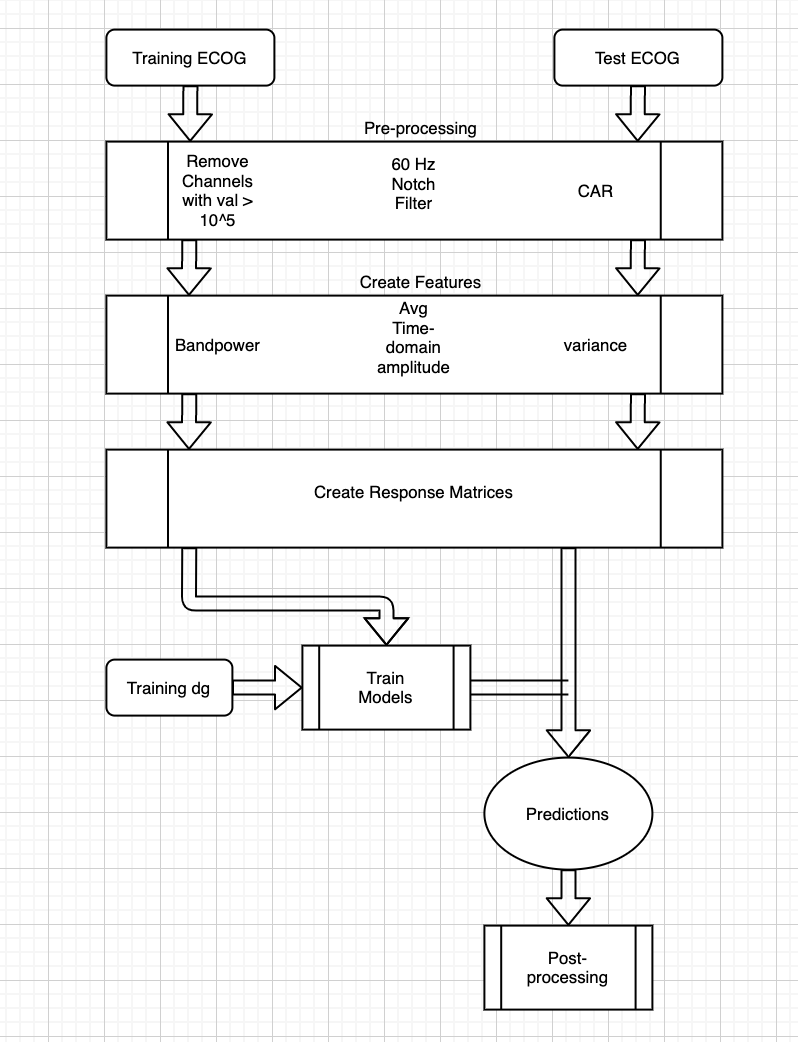 Training ECOG
Test ECOG
Pre-processing
Remove
Channels
with val >
10^5
60 Hz
Notch
Filter
CAR
Create Features
Bandpower
Avg
Time-
domain
amplitude
variance
Create Response Matrices
Training dg
Train
Models
Predictions
Post-
processing